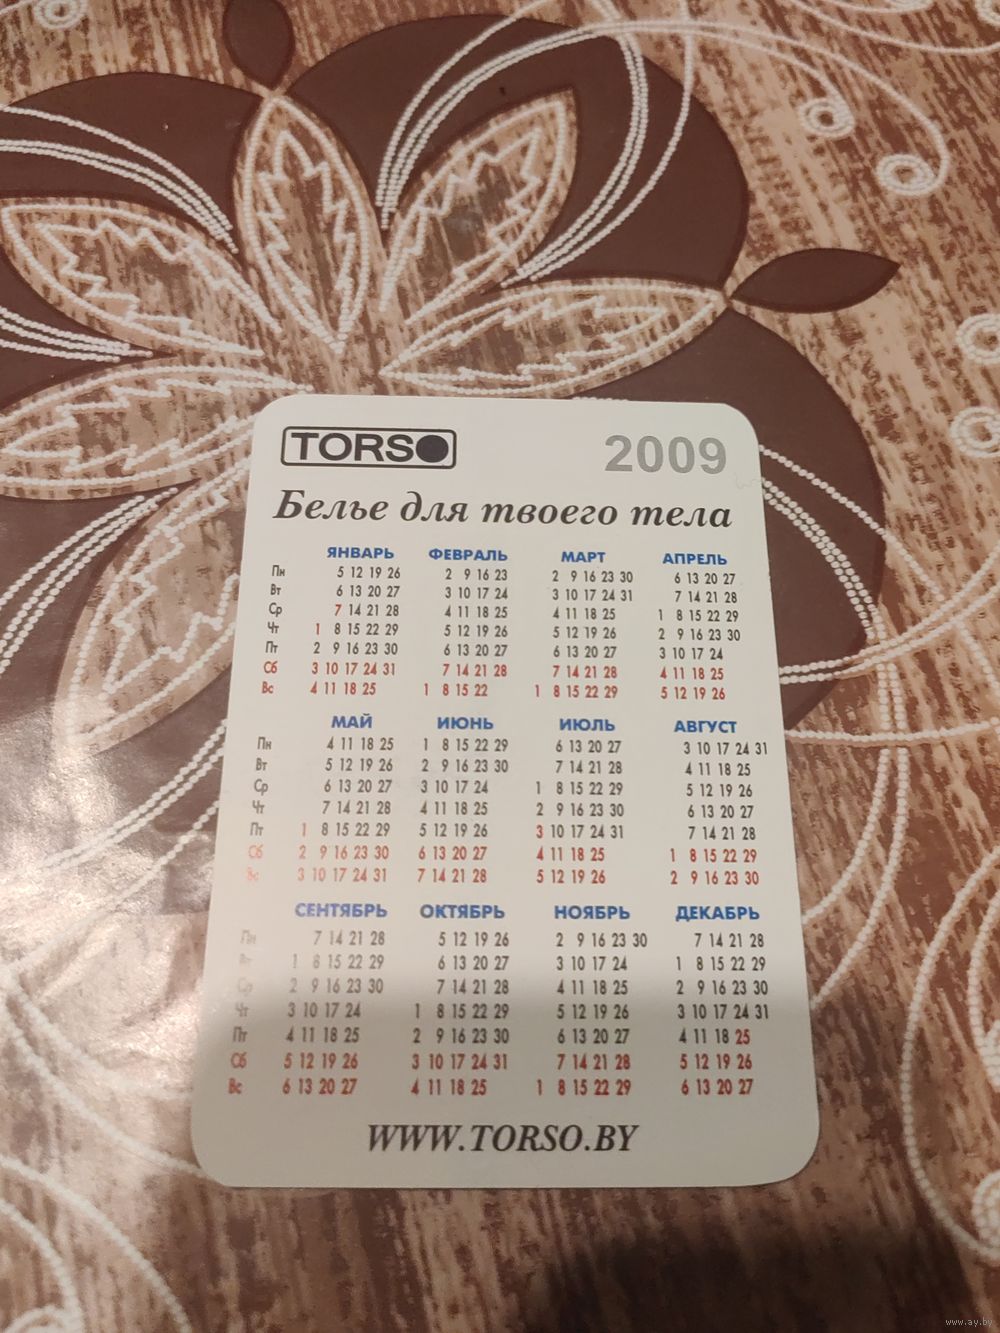 TORSO 2009
Белье для твоего тела
ЯНВАРЬ ФЕВРАЛЬ МАРТ АПРЕЛЬ
Пн 5 12 19 26 2 9 16 23 2 9 16 23 30 6 13 20 27
Вт 6 13 20 27 3 10 17 24 3 10 17 24 31 7 14 21 28
Ср 7 14 21 28 4 11 18 25 4 11 18 25 1 8 15 22 29
Чт 1 8 15 22 29 5 12 19 26 5 12 19 26 2 9 16 23 30
Пт 2 9 16 23 30 6 13 20 27 6 13 20 27 3 10 17 24
Сб 3 10 17 24 31 7 14 21 28 7 14 21 28 4 11 18 25
Вс 4 11 18 25 1 8 15 22 1 8 15 22 29 5 12 19 26
МАЙ ИЮНЬ ИЮЛЬ АВГУСТ
Пн 4 11 18 25 1 8 15 22 29 6 13 20 27 3 10 17 24 31
Вт 5 12 19 26 2 9 16 23 30 7 14 21 28 4 11 18 25
Ср 6 13 20 27 3 10 17 24 1 8 15 22 29 5 12 19 26
Чт 7 14 21 28 4 11 18 25 2 9 16 23 30 6 13 20 27
Пт 1 8 15 22 29 5 12 19 26 3 10 17 24 31 7 14 21 28
Сб 2 9 16 23 30 6 13 20 27 4 11 18 25 1 8 15 22 29
Вс 3 10 17 24 31 7 14 21 28 5 12 19 26 2 9 16 23 30
СЕНТЯБРЬ ОКТЯБРЬ НОЯБРЬ ДЕКАБРЬ
Пн 7 14 21 28 5 12 19 26 2 9 16 23 30 7 14 21 28
Вт 1 8 15 22 29 6 13 20 27 3 10 17 24 1 8 15 22 29
Ср 2 9 16 23 30 7 14 21 28 4 11 18 25 2 9 16 23 30
Чт 3 10 17 24 1 8 15 22 29 5 12 19 26 3 10 17 24 31
Пт 4 11 18 25 2 9 16 23 30 6 13 20 27 4 11 18 25
Сб 5 12 19 26 3 10 17 24 31 7 14 21 28 5 12 19 26
Вс 6 13 20 27 4 11 18 25 1 8 15 22 29 6 13 20 27
WWW.TORSO.BY
www.ay.by